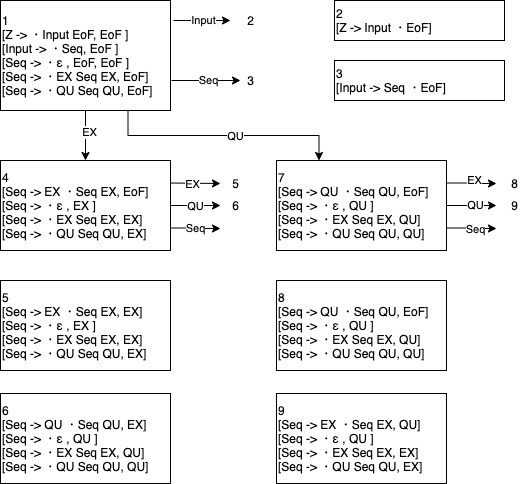 1
[Z -> ・Input EoF, EoF ]
[Input -> ・Seq, EoF ]
[Seq -> ・ε , EoF, EoF ]
[Seq -> ・EX Seq EX, EoF]
[Seq -> ・QU Seq QU, EoF]
Input
2
Seq
3
2
[Z -> Input ・EoF]
3
[Input -> Seq ・EoF]
EX
QU
4
[Seq -> EX ・Seq EX, EoF]
[Seq -> ・ε , EX ]
[Seq -> ・EX Seq EX, EX]
[Seq -> ・QU Seq QU, EX]
EX
5
QU
6
Seq
7
[Seq -> QU ・Seq QU, EoF]
[Seq -> ・ε , QU ]
[Seq -> ・EX Seq EX, QU]
[Seq -> ・QU Seq QU, QU]
EX
8
QU
9
Seq
5
[Seq -> EX ・Seq EX, EX]
[Seq -> ・ε , EX ]
[Seq -> ・EX Seq EX, EX]
[Seq -> ・QU Seq QU, EX]
8
[Seq -> QU ・Seq QU, EoF]
[Seq -> ・ε , QU ]
[Seq -> ・EX Seq EX, QU]
[Seq -> ・QU Seq QU, QU]
6
[Seq -> QU ・Seq QU, EX]
[Seq -> ・ε , QU ]
[Seq -> ・EX Seq EX, QU]
[Seq -> ・QU Seq QU, QU]
9
[Seq -> EX ・Seq EX, QU]
[Seq -> ・ε , QU ]
[Seq -> ・EX Seq EX, EX]
[Seq -> ・QU Seq QU, EX]